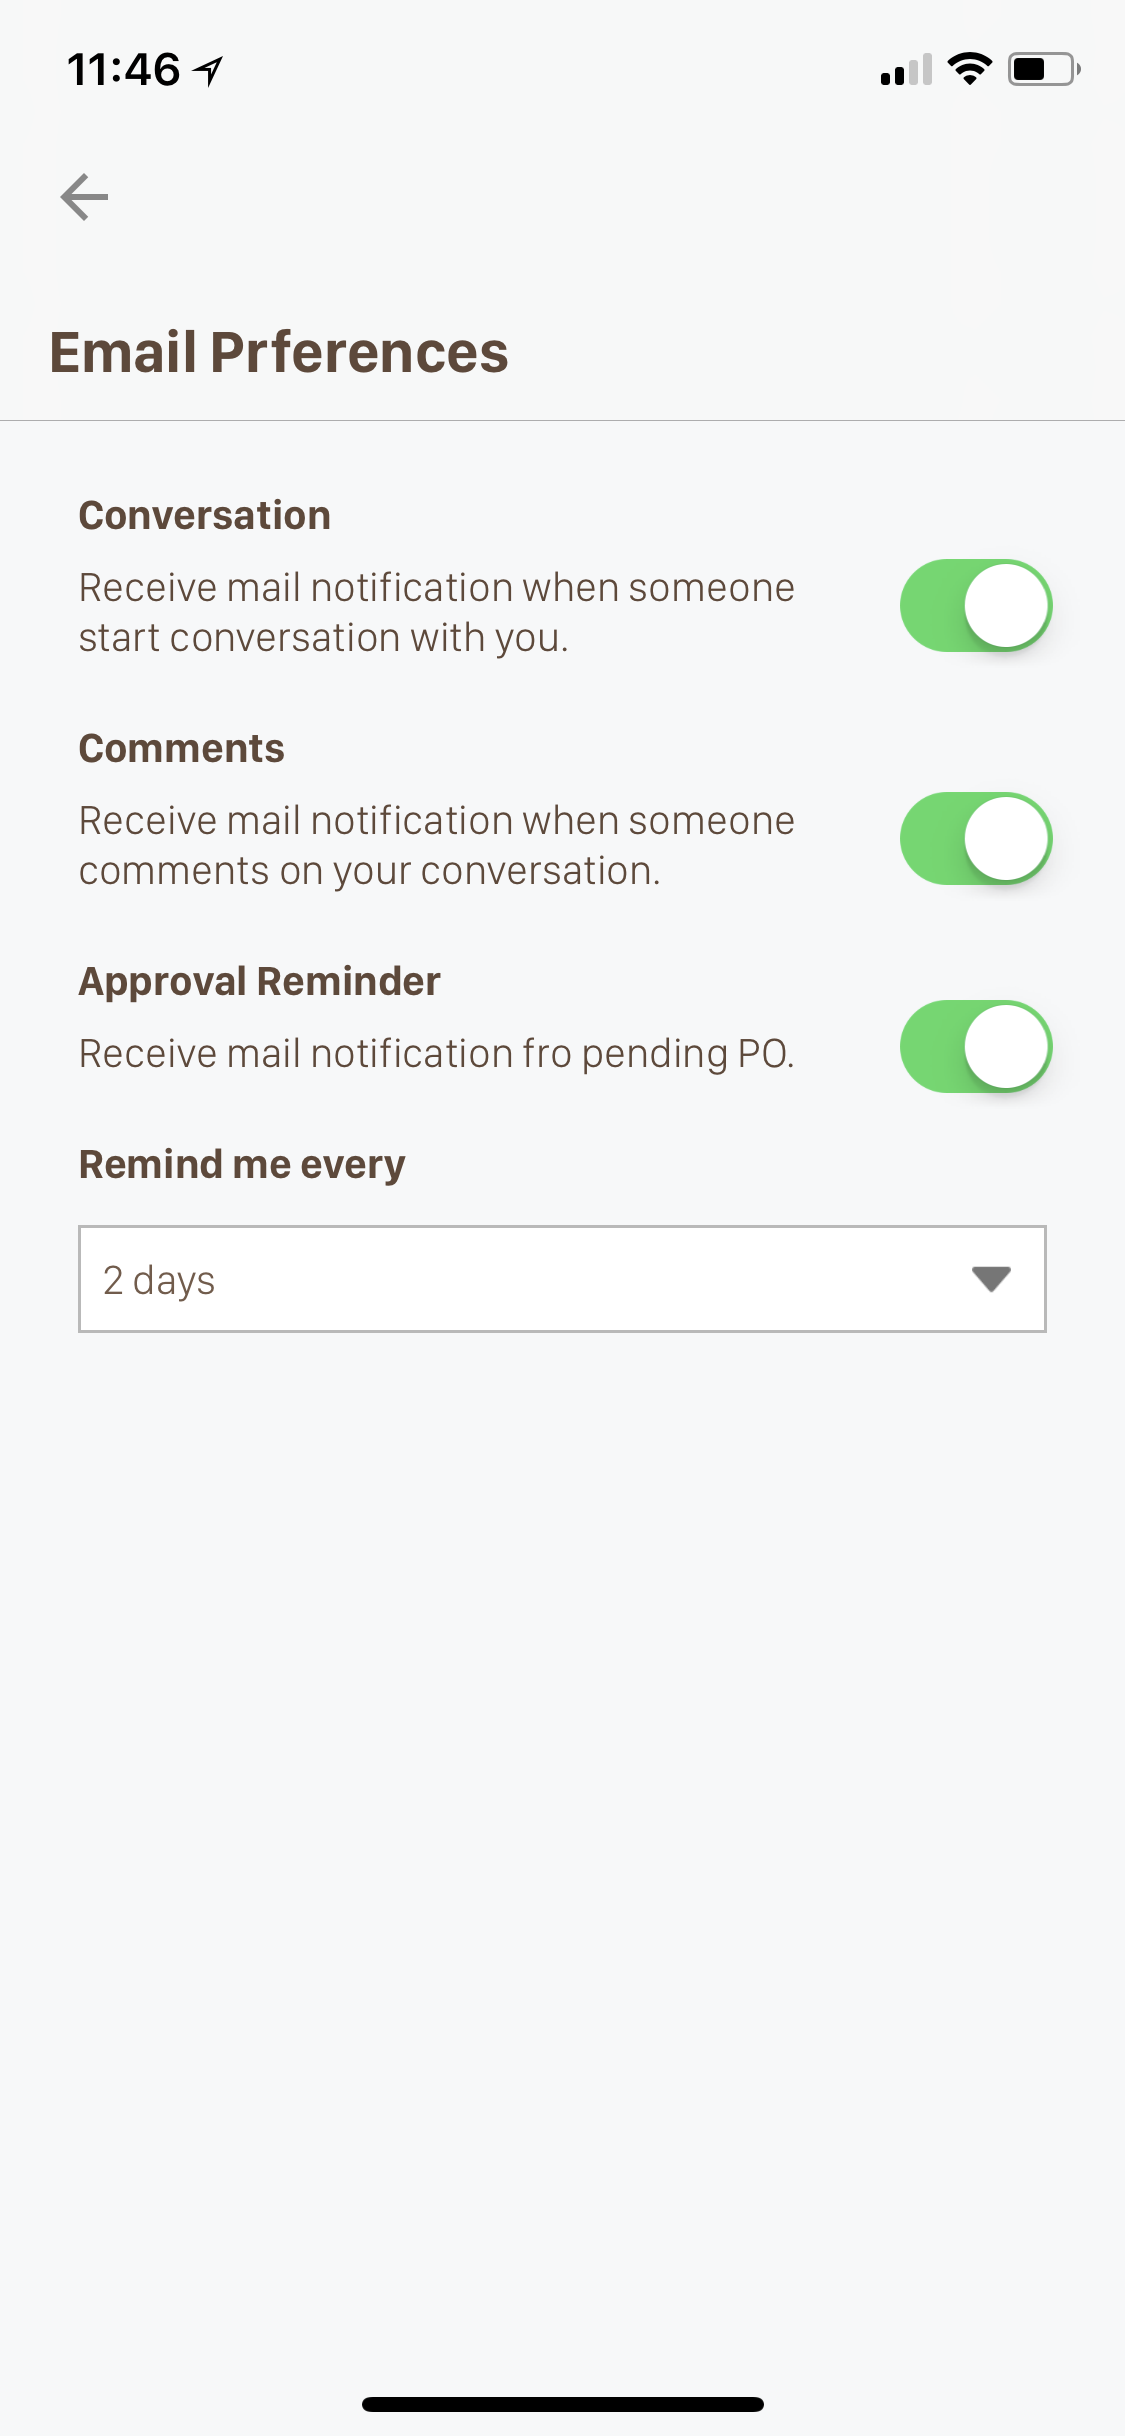 11:46
Email Prferences
Conversation
Receive mail notification when someone
start conversation with you.
Comments
Receive mail notification when someone
comments on your conversation.
Approval Reminder
Receive mail notification fro pending PO.
Remind me every
2 days